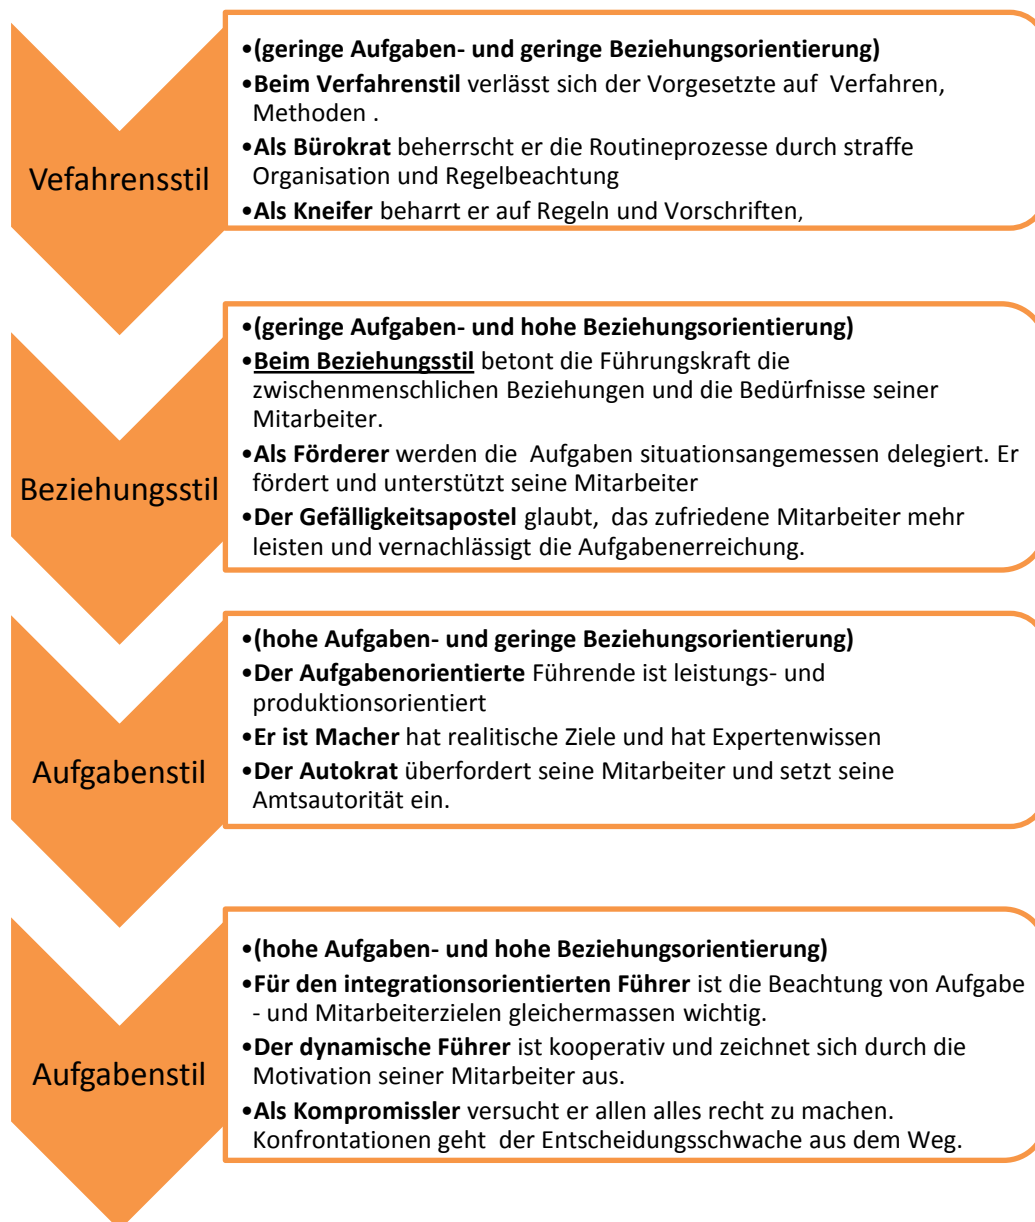 Vefahrensstil
•(geringe Aufgaben- und geringe Beziehungsorientierung)
•Beim Verfahrenstil verlässt sich der Vorgesetzte auf  Verfahren,
Methoden .
•Als Bürokrat beherrscht er die Routineprozesse durch straffe
Organisation und Regelbeachtung
•Als Kneifer beharrt er auf Regeln und Vorschriften,
Beziehungsstil
•(geringe Aufgaben- und hohe Beziehungsorientierung)
•Beim Beziehungsstil betont die Führungskraft die
zwischenmenschlichen Beziehungen und die Bedürfnisse seiner
Mitarbeiter.
•Als Förderer werden die  Aufgaben situationsangemessen delegiert. Er
fördert und unterstützt seine Mitarbeiter
•Der Gefälligkeitsapostel glaubt,  das zufriedene Mitarbeiter mehr
leisten und vernachlässigt die Aufgabenerreichung.
Aufgabenstil
•(hohe Aufgaben- und geringe Beziehungsorientierung)
•Der Aufgabenorientierte Führende ist leistungs- und
produktionsorientiert
•Er ist Macher hat realitische Ziele und hat Expertenwissen
•Der Autokrat überfordert seine Mitarbeiter und setzt seine
Amtsautorität ein.
Aufgabenstil
•(hohe Aufgaben- und hohe Beziehungsorientierung)
•Für den integrationsorientierten Führer ist die Beachtung von Aufgabe
- und Mitarbeiterzielen gleichermassen wichtig.
•Der dynamische Führer ist kooperativ und zeichnet sich durch die
Motivation seiner Mitarbeiter aus.
•Als Kompromissler versucht er allen alles recht zu machen.
Konfrontationen geht  der Entscheidungsschwache aus dem Weg.